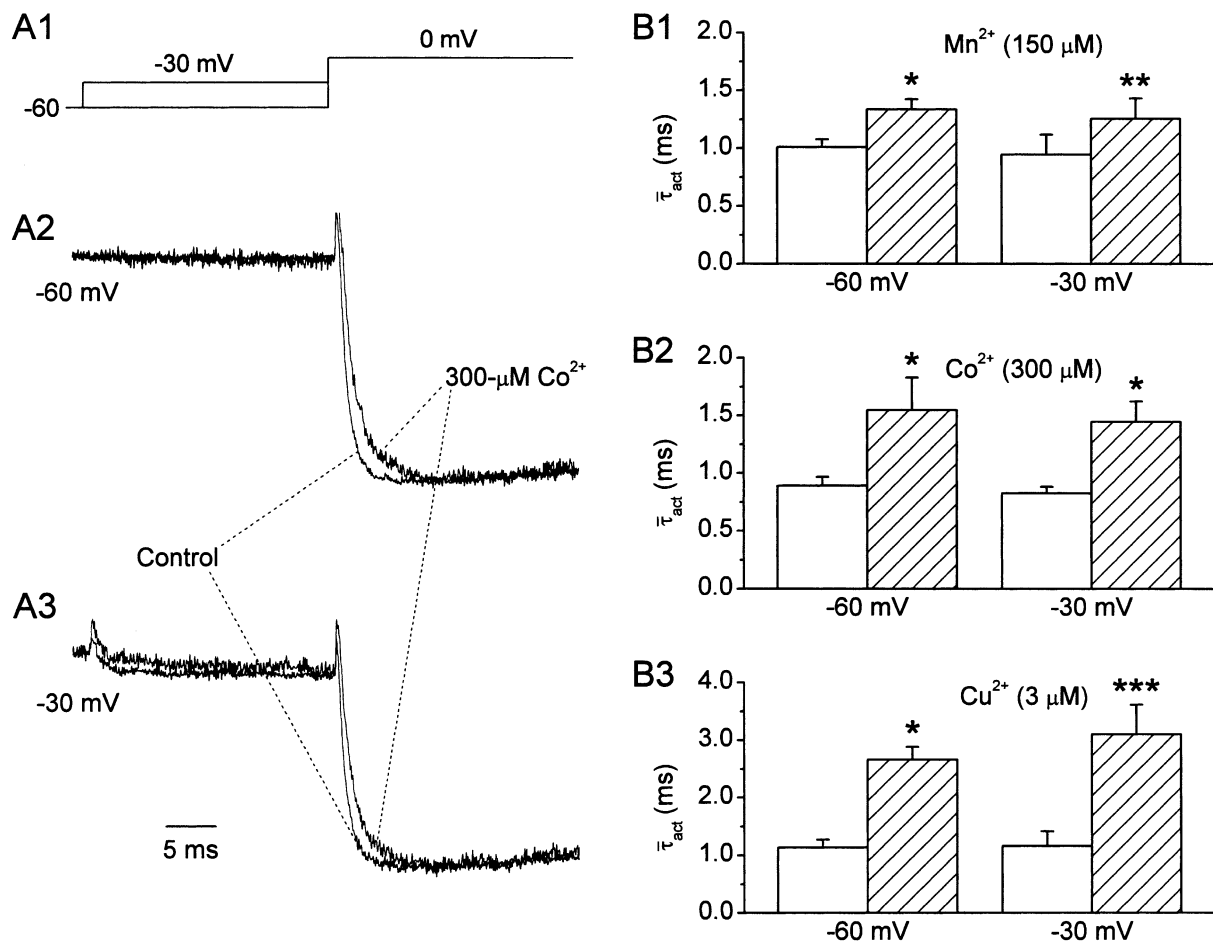 A1
0 mV
-30 mV
-60
A2
-60 mV
300-μM Co²⁺
Control
A3
-30 mV
5 ms
B1
Mn²⁺ (150 μM)
2.0
1.5
1.0
0.5
0.0
τ̄act (ms)
*
**
-60 mV
-30 mV
B2
Co²⁺ (300 μM)
2.0
1.5
1.0
0.5
0.0
τ̄act (ms)
*
*
-60 mV
-30 mV
B3
Cu²⁺ (3 μM)
4.0
3.0
2.0
1.0
0.0
τ̄act (ms)
*
***
-60 mV
-30 mV